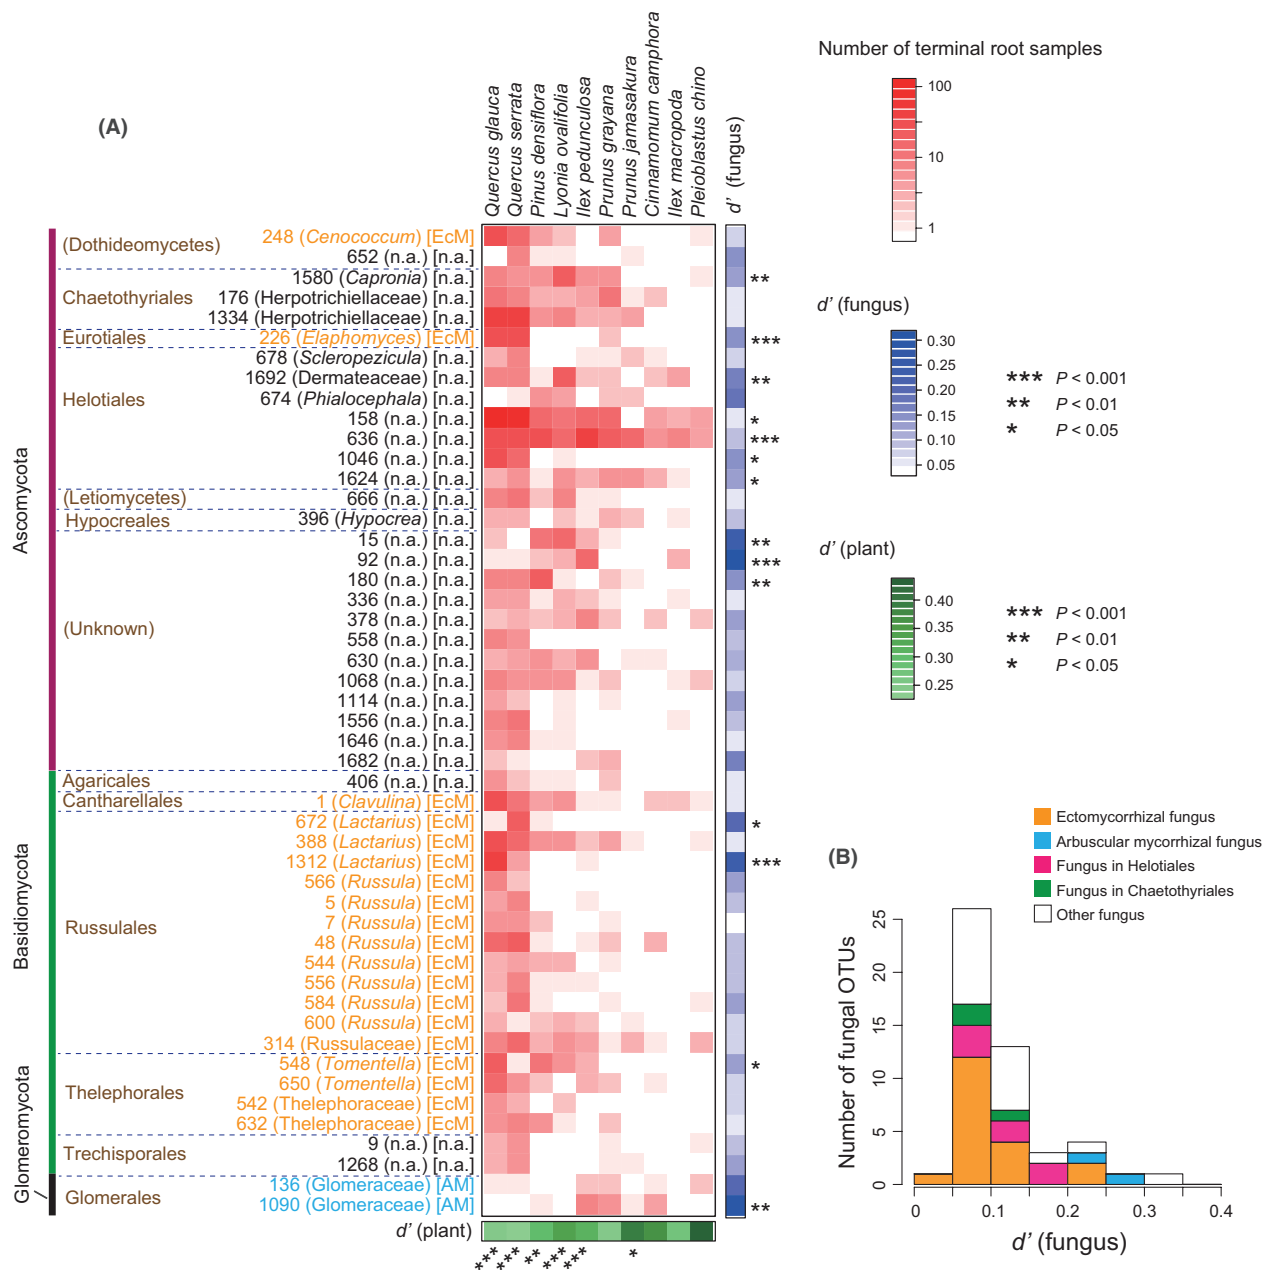 (A)
Quercus glauca
Quercus serrata
Pinus densiflora
Lyonia ovalifolia
Ilex pedunculosa
Prunus grayana
Prunus jamasakura
Cinnamomum camphora
Ilex macropoda
Pleioblastus chino
d' (fungus)
Ascomycota
(Dothideomycetes)
248 (Cenococcum) [EcM]
652 (n.a.) [n.a.]
Chaetothyriales
1580 (Capronia) [n.a.] **
176 (Herpotrichiellaceae) [n.a.]
1334 (Herpotrichiellaceae) [n.a.]
Eurotiales
226 (Elaphomyces) [EcM] ***
Helotiales
678 (Scleropezicula) [n.a.]
1692 (Dermateaceae) [n.a.] **
674 (Phialocephala) [n.a.]
158 (n.a.) [n.a.] *
636 (n.a.) [n.a.] ***
1046 (n.a.) [n.a.] *
1624 (n.a.) [n.a.] *
(Letiomycetes)
666 (n.a.) [n.a.]
Hypocreales
396 (Hypocrea) [n.a.]
(Unknown)
15 (n.a.) [n.a.] **
92 (n.a.) [n.a.] ***
180 (n.a.) [n.a.] **
336 (n.a.) [n.a.]
378 (n.a.) [n.a.]
558 (n.a.) [n.a.]
630 (n.a.) [n.a.]
1068 (n.a.) [n.a.]
1114 (n.a.) [n.a.]
1556 (n.a.) [n.a.]
1646 (n.a.) [n.a.]
1682 (n.a.) [n.a.]
Basidiomycota
Agaricales
406 (n.a.) [n.a.]
Cantharellales
1 (Clavulina) [EcM]
Russulales
672 (Lactarius) [EcM] *
388 (Lactarius) [EcM]
1312 (Lactarius) [EcM] ***
566 (Russula) [EcM]
5 (Russula) [EcM]
7 (Russula) [EcM]
48 (Russula) [EcM]
544 (Russula) [EcM]
556 (Russula) [EcM]
584 (Russula) [EcM]
600 (Russula) [EcM]
314 (Russulaceae) [EcM]
Thelephorales
548 (Tomentella) [EcM] *
650 (Tomentella) [EcM]
542 (Thelephoraceae) [EcM]
632 (Thelephoraceae) [EcM]
Trechisporales
9 (n.a.) [n.a.]
1268 (n.a.) [n.a.]
Glomeromycota
Glomerales
136 (Glomeraceae) [AM]
1090 (Glomeraceae) [AM] **
d' (plant)
*** *** ** *** *** *
Number of terminal root samples
100
10
1
d' (fungus)
0.30
0.25
0.20
0.15
0.10
0.05
*** P < 0.001
** P < 0.01
* P < 0.05
d' (plant)
0.40
0.35
0.30
0.25
*** P < 0.001
** P < 0.01
* P < 0.05
(B)
Ectomycorrhizal fungus
Arbuscular mycorrhizal fungus
Fungus in Helotiales
Fungus in Chaetothyriales
Other fungus
Number of fungal OTUs
25
20
15
10
5
0
0 0.1 0.2 0.3 0.4
d' (fungus)